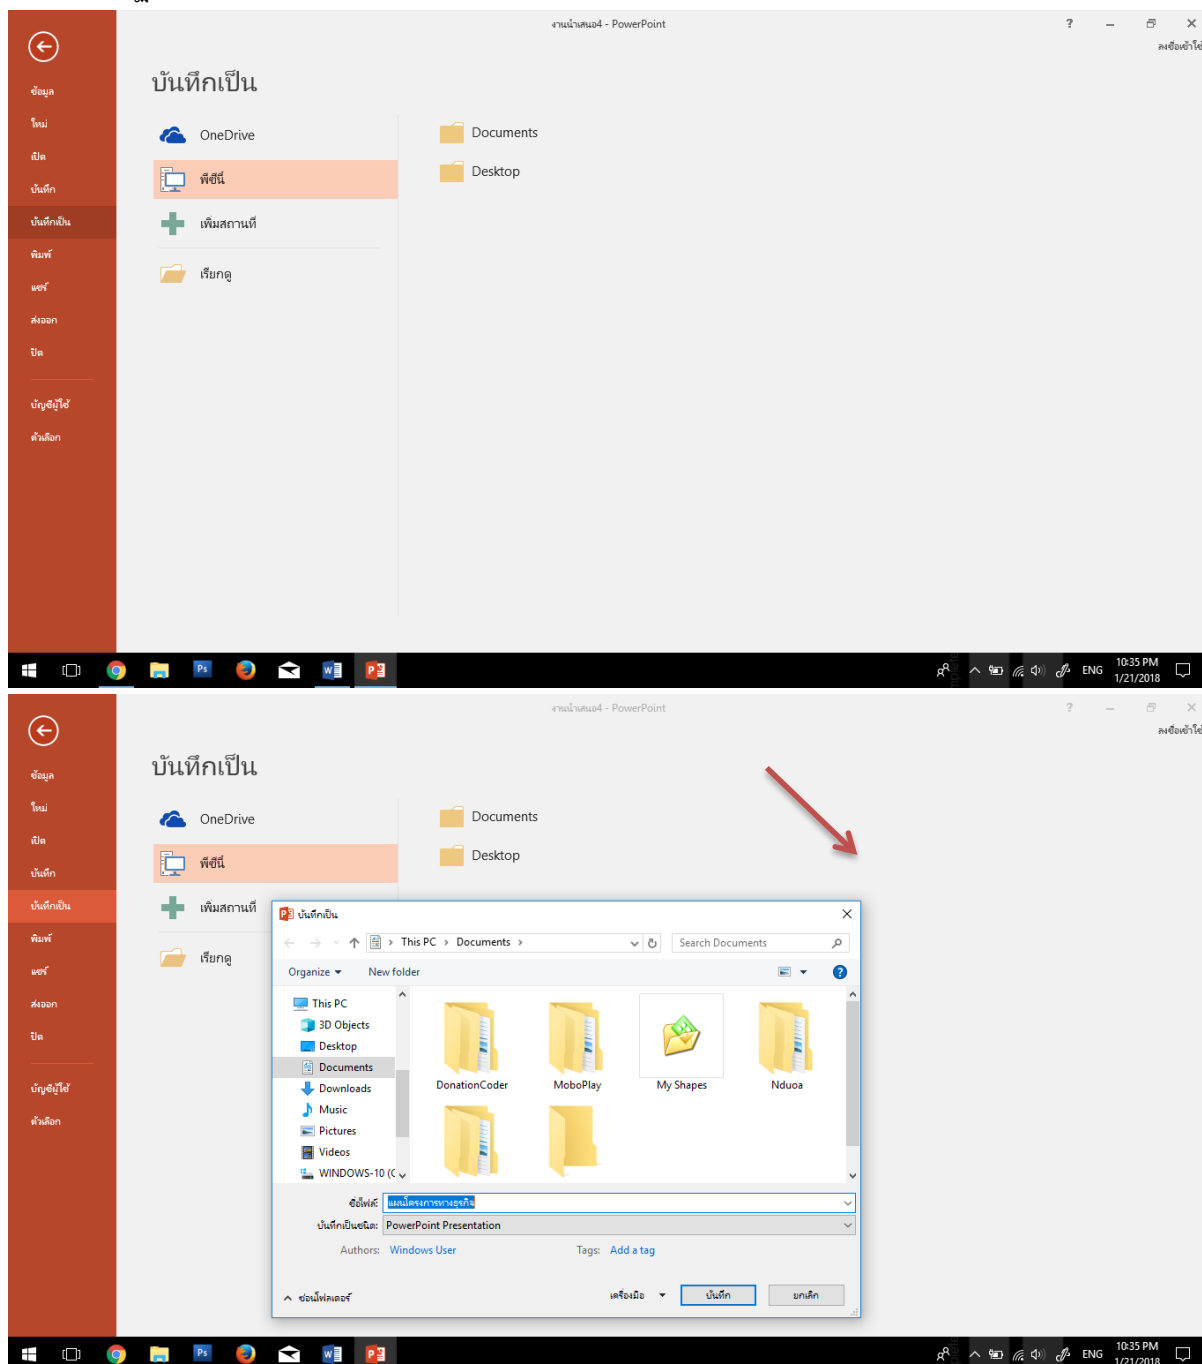 งานนำเสนอ4 - PowerPoint
?
ลงชื่อเข้าใช้
บันทึกเป็น
ข้อมูล
ใหม่
เปิด
บันทึก
บันทึกเป็น
พิมพ์
แชร์
ส่งออก
ปิด
บัญชีผู้ใช้
ตัวเลือก
OneDrive
พีซีนี้
เพิ่มสถานที่
เรียกดู
Documents
Desktop
ENG
10:35 PM
1/21/2018
งานนำเสนอ4 - PowerPoint
?
ลงชื่อเข้าใช้
บันทึกเป็น
ข้อมูล
ใหม่
เปิด
บันทึก
บันทึกเป็น
พิมพ์
แชร์
ส่งออก
ปิด
บัญชีผู้ใช้
ตัวเลือก
OneDrive
พีซีนี้
เพิ่มสถานที่
เรียกดู
Documents
Desktop
บันทึกเป็น
This PC > Documents >
Search Documents
Organize
New folder
This PC
3D Objects
Desktop
Documents
Downloads
Music
Pictures
Videos
WINDOWS-10 (C
DonationCoder
MoboPlay
My Shapes
Nduoa
ชื่อไฟล์: แผนโครงการทางธุรกิจ
บันทึกเป็นชนิด: PowerPoint Presentation
Authors: Windows User
Tags: Add a tag
ซ่อนโฟลเดอร์
เครื่องมือ
บันทึก
ยกเลิก
ENG
10:35 PM
1/21/2018